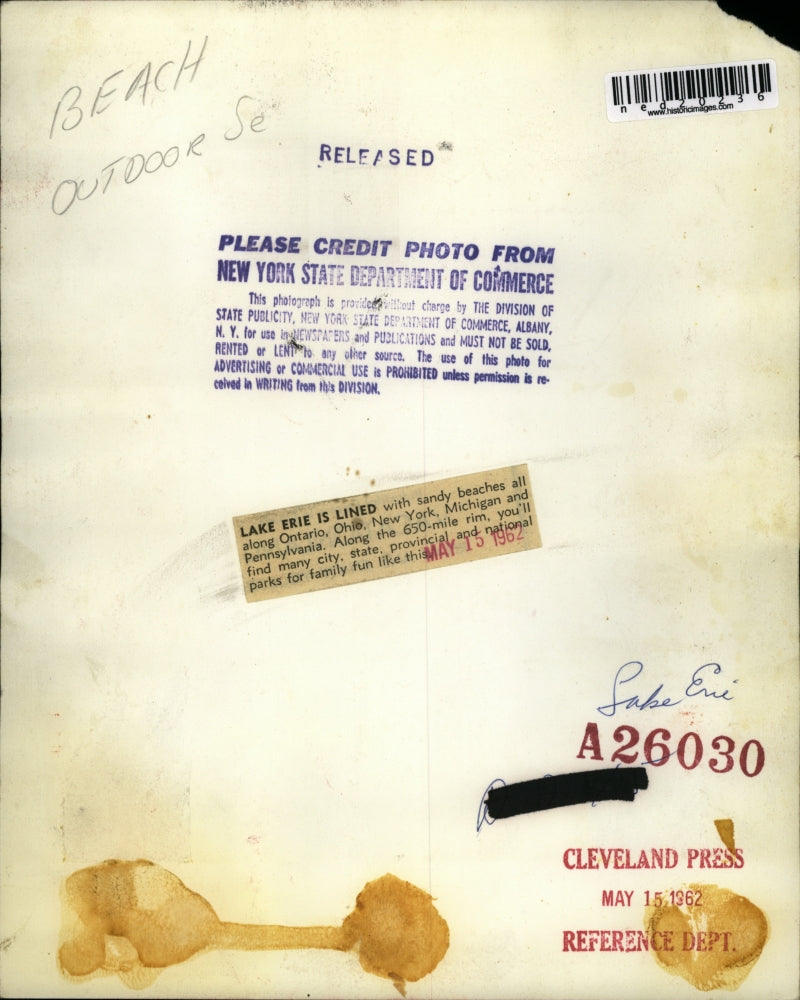 BEACH
OUTDOOR Se
ned20236
www.historicimages.com
RELEASED
PLEASE CREDIT PHOTO FROM
NEW YORK STATE DEPARTMENT OF COMMERCE
This photograph is provided without charge by THE DIVISION OF
STATE PUBLICITY, NEW YORK STATE DEPARTMENT OF COMMERCE, ALBANY,
N. Y. for use in NEWSPAPERS and PUBLICATIONS and MUST NOT BE SOLD,
RENTED or LENT to any other source. The use of this photo for
ADVERTISING or COMMERCIAL USE is PROHIBITED unless permission is re-
ceived in WRITING from this DIVISION.
LAKE ERIE IS LINED with sandy beaches all
along Ontario, Ohio, New York, Michigan and
Pennsylvania. Along the 650-mile rim, you'll
find many city, state, provincial and national
parks for family fun like this
MAY 15 1962
Lake Erie
A26030
CLEVELAND PRESS
MAY 15 1962
REFERENCE DEPT.